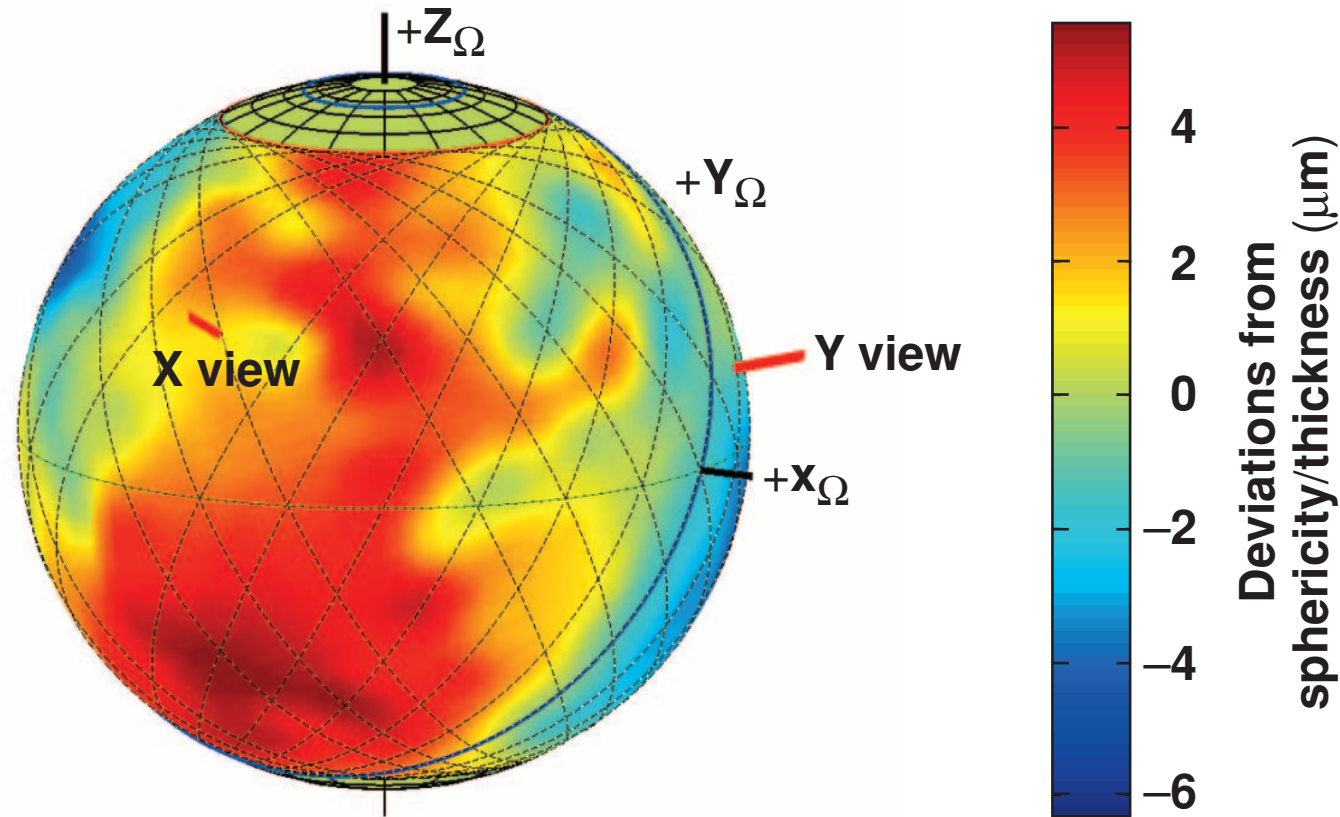 +ZΩ
+YΩ
X view
Y view
+xΩ
4
2
0
–2
–4
–6
Deviations from
sphericity/thickness (μm)